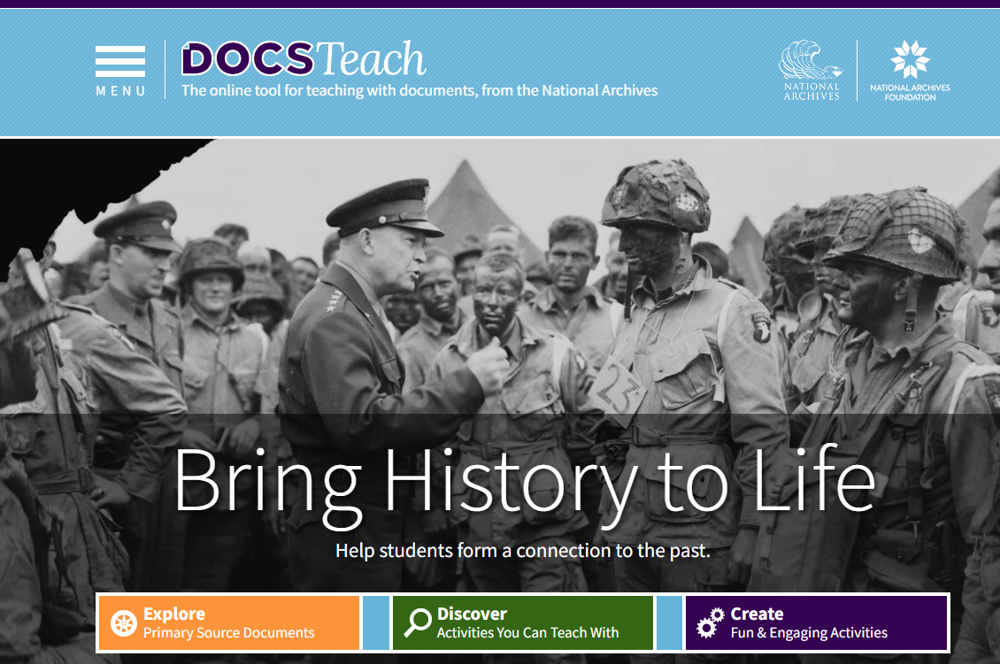 MENU
DOCSTeach
The online tool for teaching with documents, from the National Archives
NATIONAL
ARCHIVES
NATIONAL ARCHIVES
FOUNDATION
23
Bring History to Life
Help students form a connection to the past.
Explore
Primary Source Documents
Discover
Activities You Can Teach With
Create
Fun & Engaging Activities